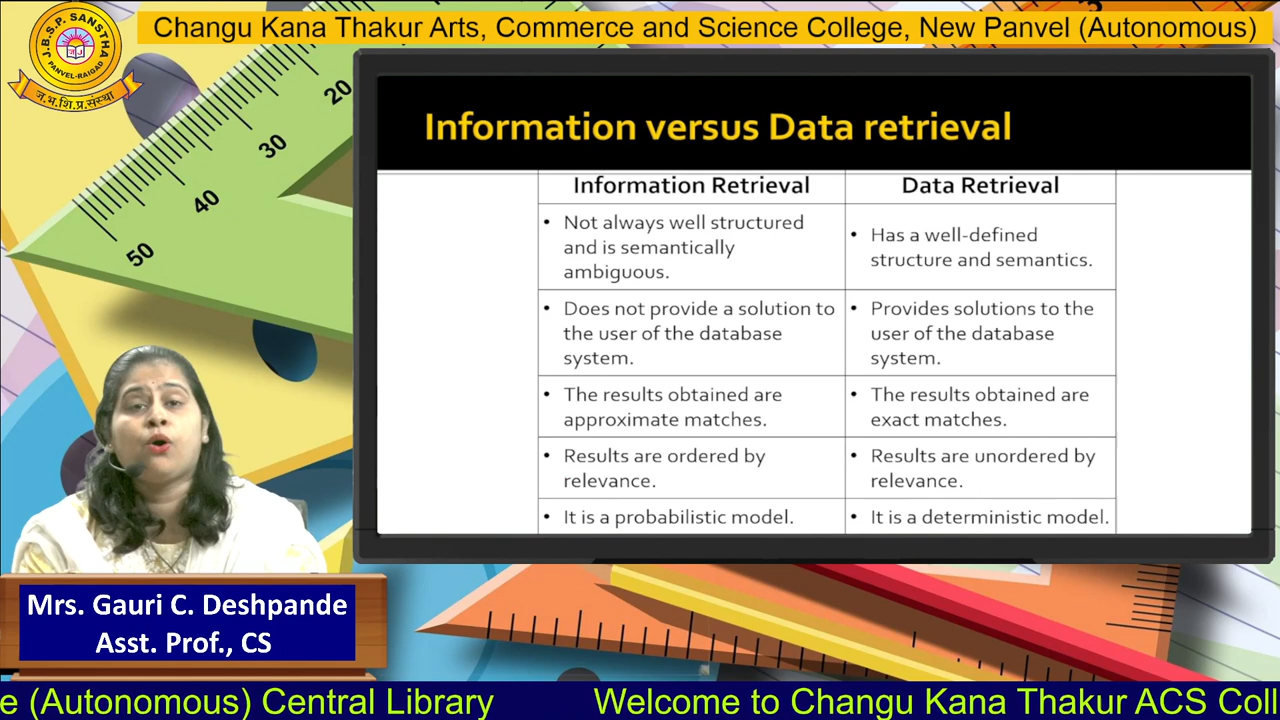 Changu Kana Thakur Arts, Commerce and Science College, New Panvel (Autonomous)
J.B.S.P. SANSTHA
PANVEL-RAIGAD
ज.भ.शि.प्र.संस्था
20
30
40
50
Information versus Data retrieval
Information Retrieval
Data Retrieval
• Not always well structured
and is semantically
ambiguous.
• Has a well-defined
structure and semantics.
• Does not provide a solution to
the user of the database
system.
• Provides solutions to the
user of the database
system.
• The results obtained are
approximate matches.
• The results obtained are
exact matches.
• Results are ordered by
relevance.
• Results are unordered by
relevance.
• It is a probabilistic model.
• It is a deterministic model.
Mrs. Gauri C. Deshpande
Asst. Prof., CS
e (Autonomous) Central Library Welcome to Changu Kana Thakur ACS Coll